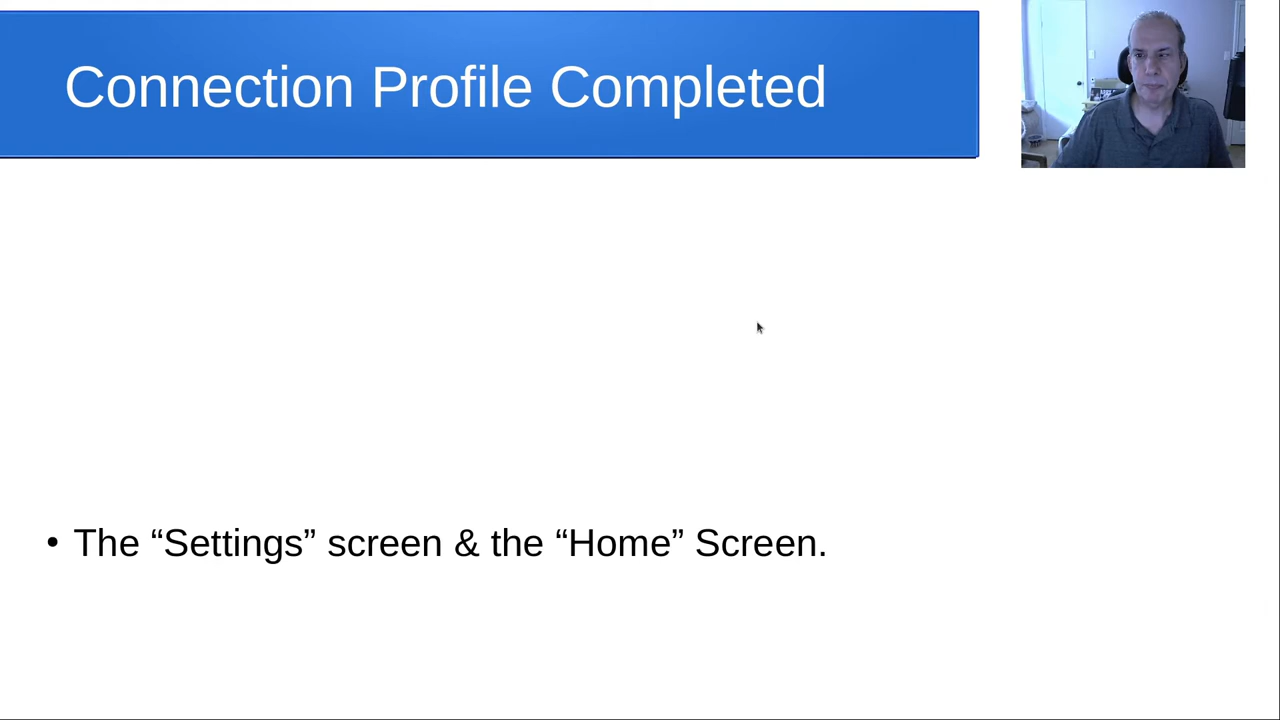 Connection Profile Completed
• The “Settings” screen & the “Home” Screen.